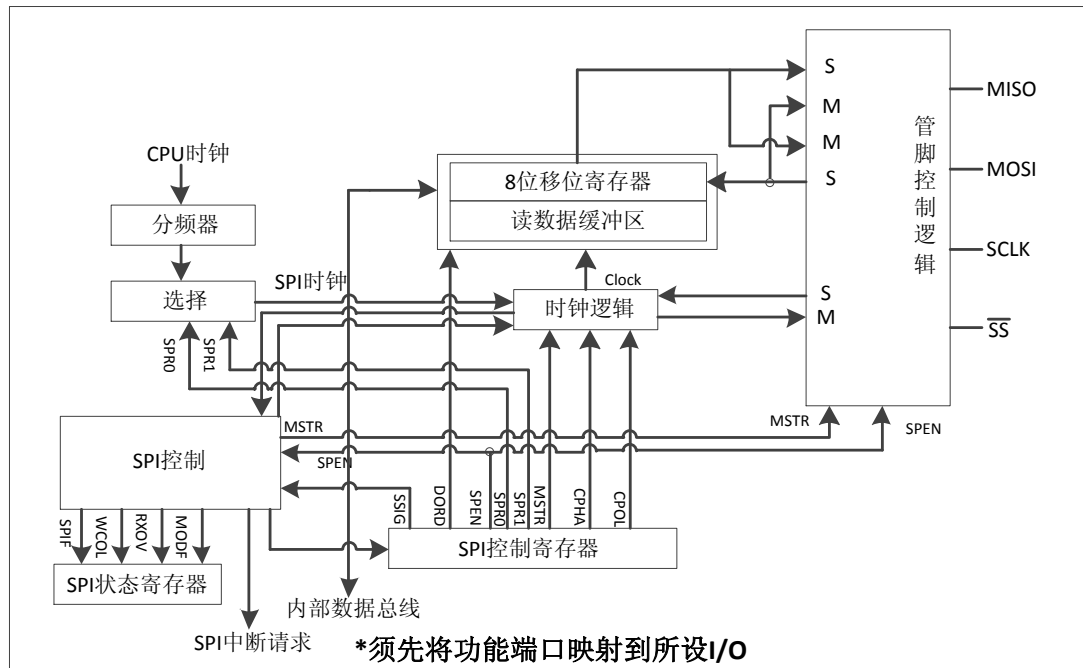 S
M
M
S
MISO
MOSI
SCLK
SS
管脚控制逻辑
CPU时钟
分频器
选择
8位移位寄存器
读数据缓冲区
SPI时钟
Clock
时钟逻辑
S
M
SPR0
SPR1
MSTR
SPEN
MSTR
SPEN
SPI控制
SPIF
WCOL
RXOV
MODF
SSIG
DORD
SPEN
SPR0
SPR1
MSTR
CPHA
CPOL
SPI控制寄存器
SPI状态寄存器
内部数据总线
SPI中断请求
*须先将功能端口映射到所设I/O